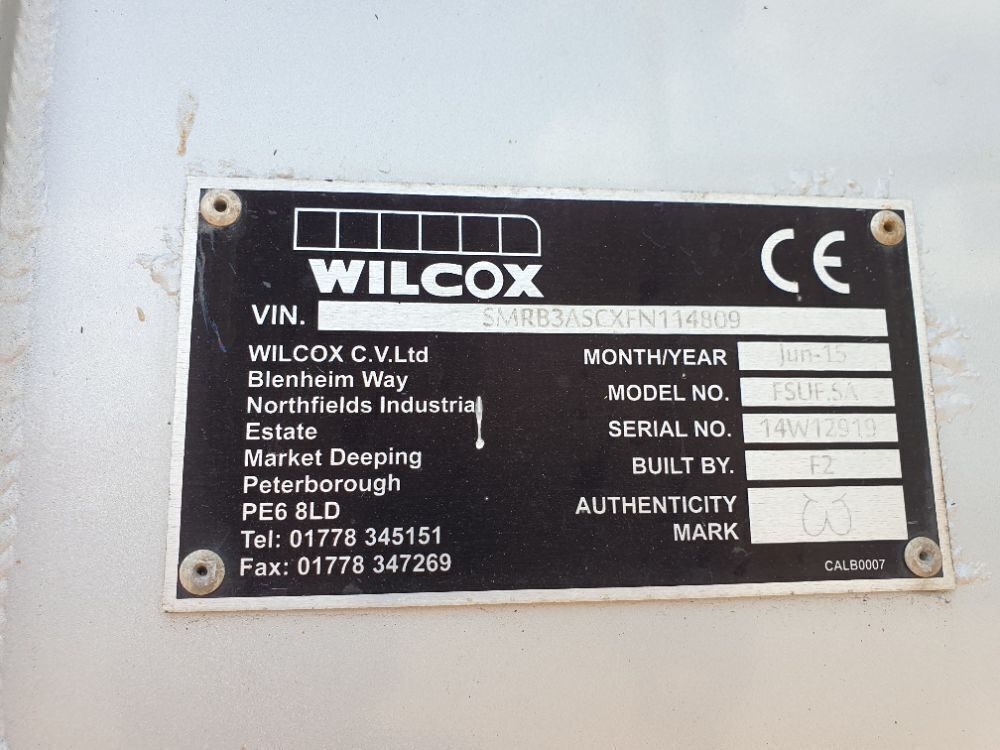 WILCOX
CE
VIN. SMRB3ASCXFN114809
WILCOX C.V.Ltd
Blenheim Way
Northfields Industrial
Estate
Market Deeping
Peterborough
PE6 8LD
Tel: 01778 345151
Fax: 01778 347269
MONTH/YEAR Jun-15
MODEL NO. FSUF.5A
SERIAL NO. 14W12919
BUILT BY. F2
AUTHENTICITY
MARK
CALB0007